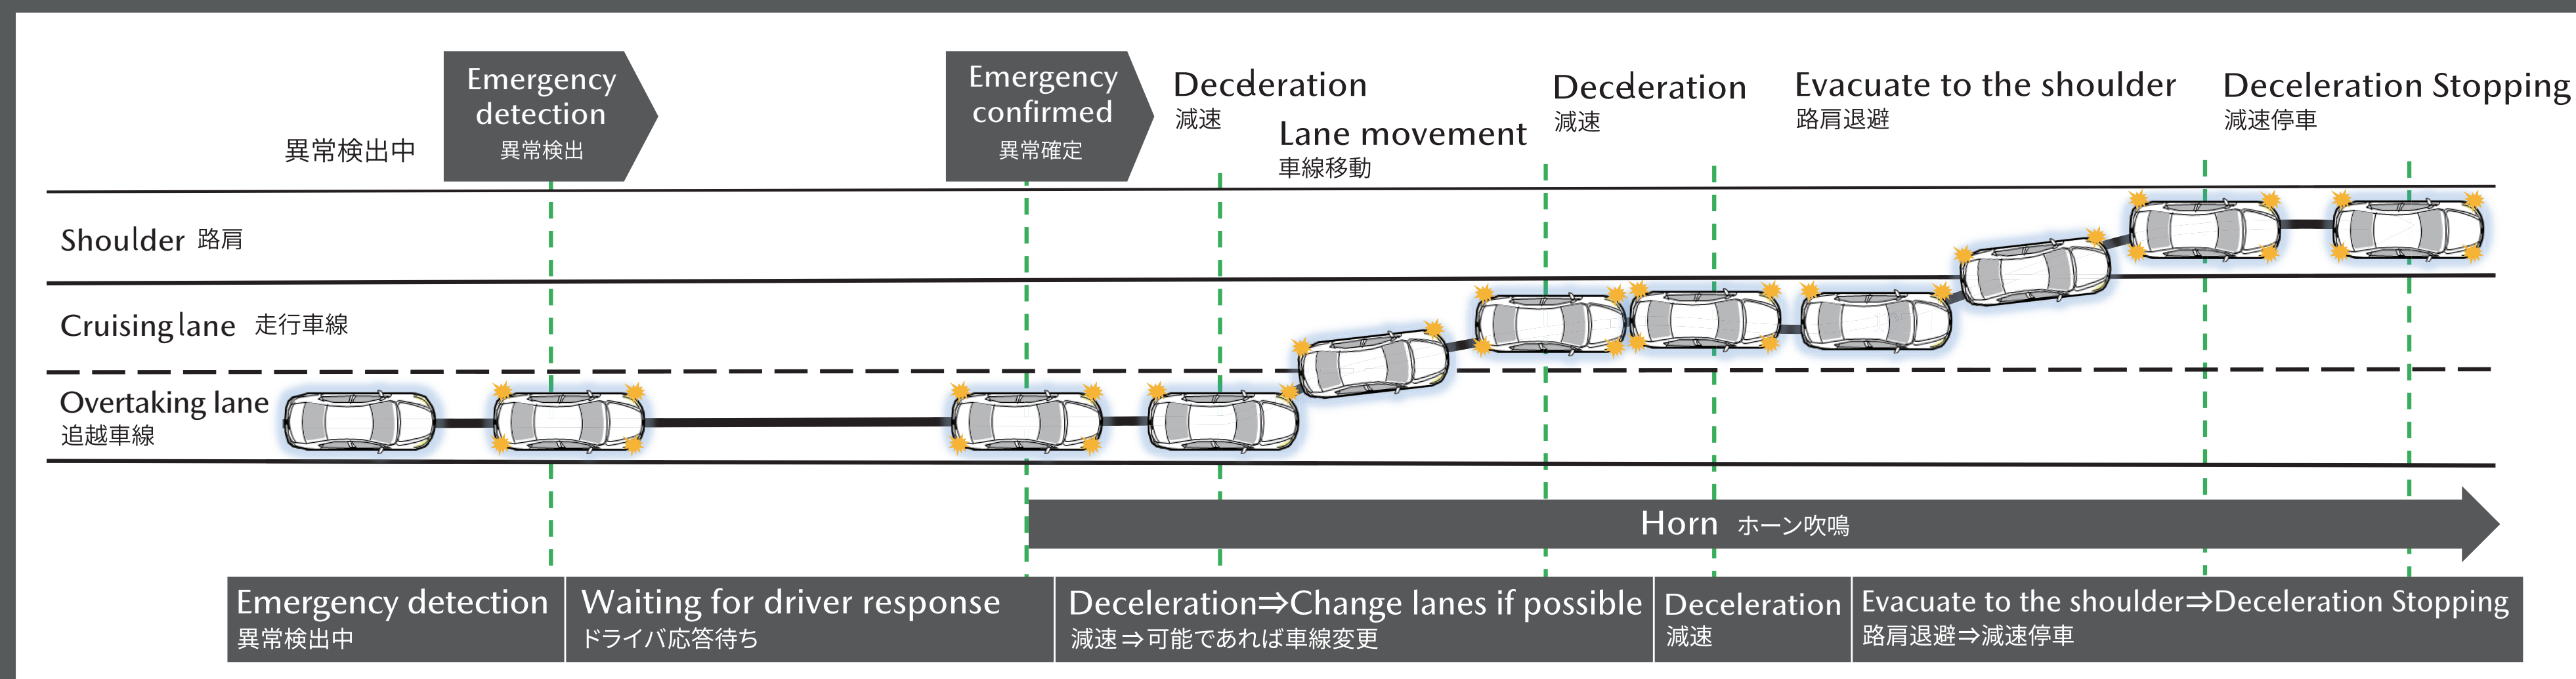 異常検出中
Emergency
detection
異常検出
Emergency
confirmed
異常確定
Deceleration
減速
Lane movement
車線移動
Deceleration
減速
Evacuate to the shoulder
路肩退避
Deceleration Stopping
減速停車
Shoulder 路肩
Cruising lane 走行車線
Overtaking lane
追越車線
Horn ホーン吹鳴
Emergency detection
異常検出中
Waiting for driver response
ドライバ応答待ち
Deceleration⇒Change lanes if possible
減速⇒可能であれば車線変更
Deceleration
減速
Evacuate to the shoulder⇒Deceleration Stopping
路肩退避⇒減速停車